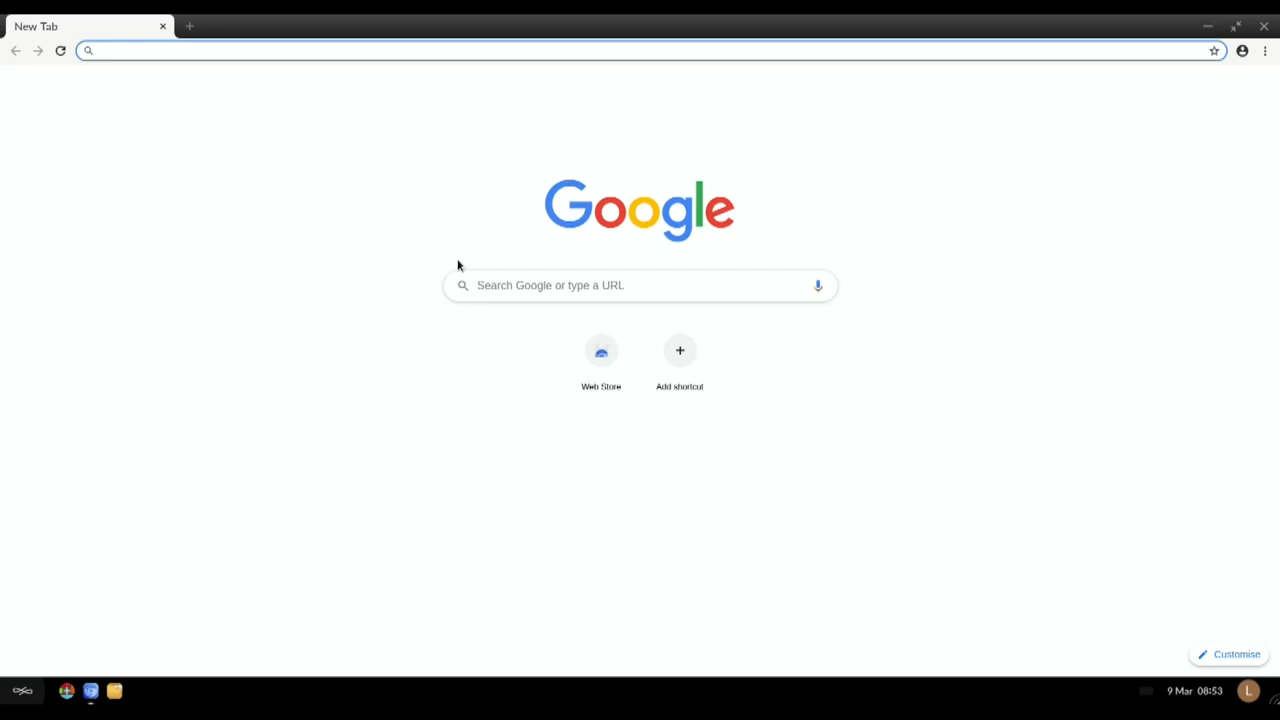 New Tab
Google
Search Google or type a URL
Web Store
Add shortcut
Customise
9 Mar 08:53
L